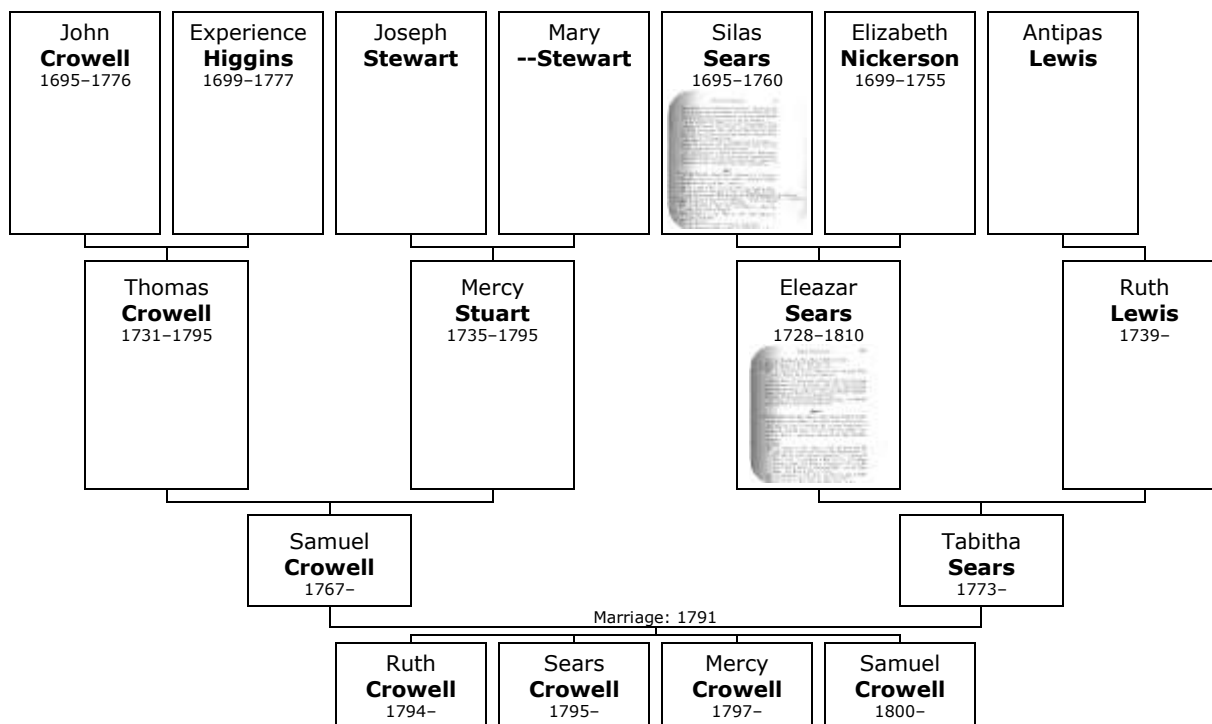 John
Crowell
1695–1776
Experience
Higgins
1699–1777
Joseph
Stewart
Mary
--Stewart
Silas
Sears
1695–1760
Elizabeth
Nickerson
1699–1755
Antipas
Lewis
Thomas
Crowell
1731–1795
Mercy
Stuart
1735–1795
Eleazar
Sears
1728–1810
Ruth
Lewis
1739–
Samuel
Crowell
1767–
Tabitha
Sears
1773–
Marriage: 1791
Ruth
Crowell
1794–
Sears
Crowell
1795–
Mercy
Crowell
1797–
Samuel
Crowell
1800–